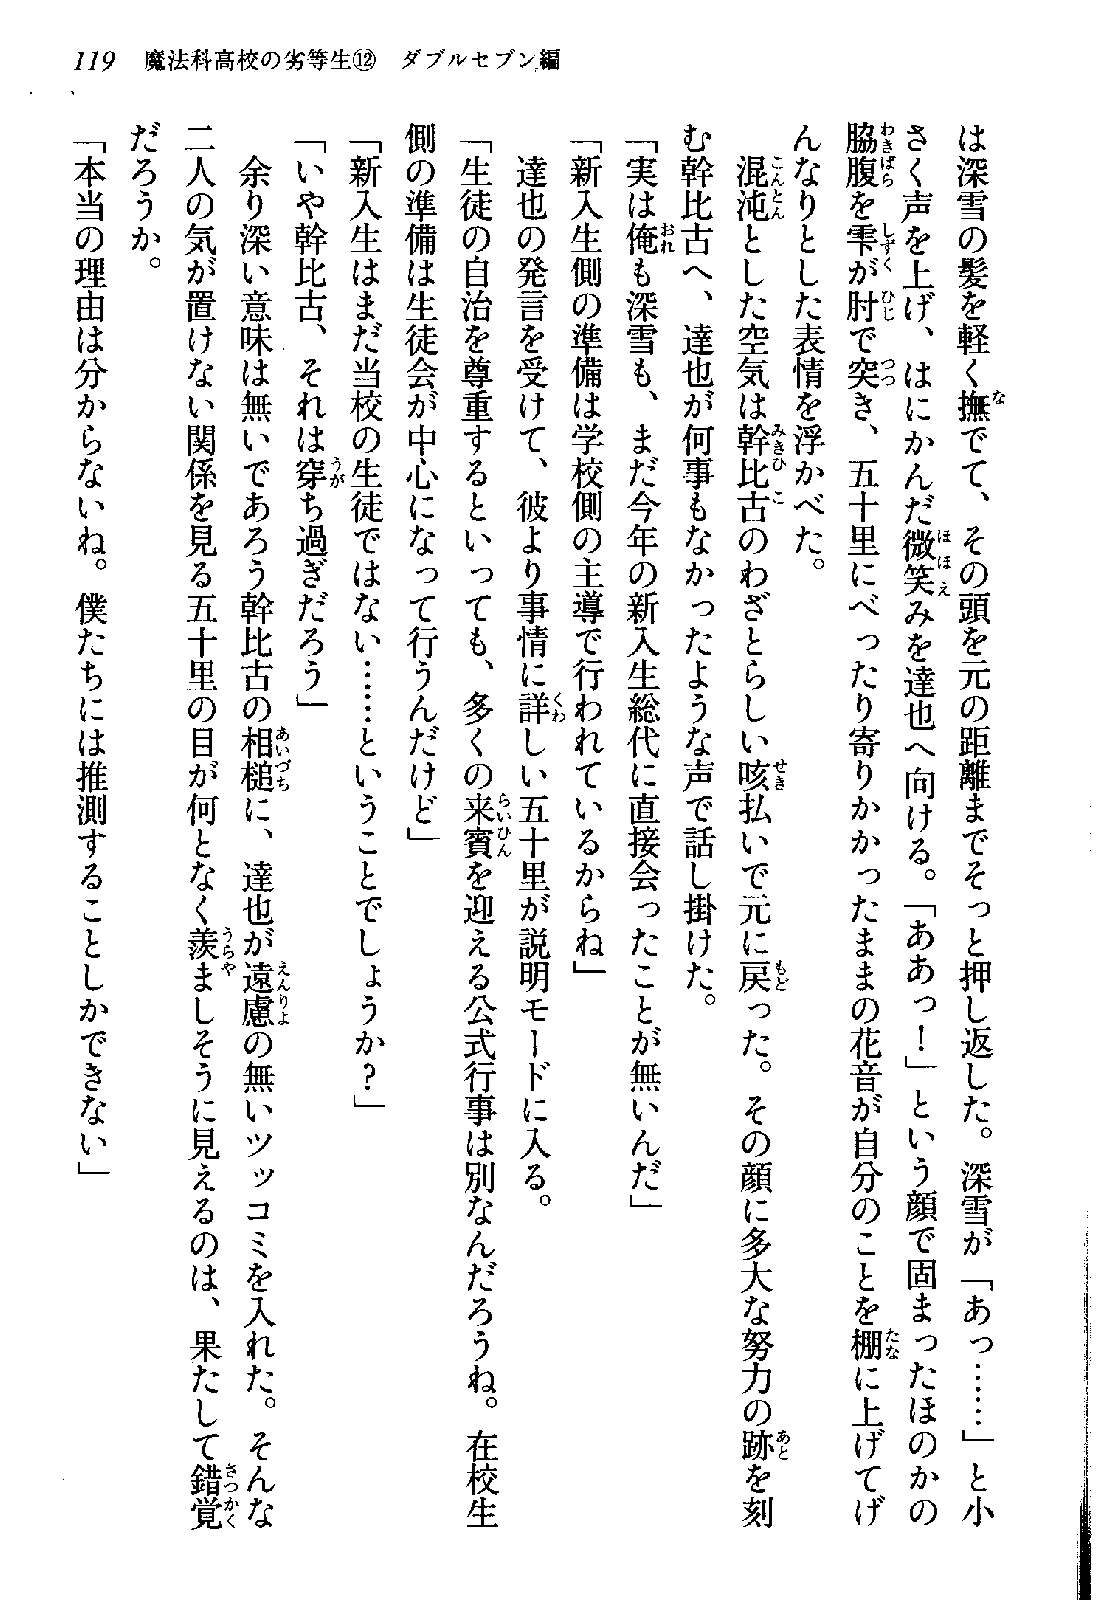 119　魔法科高校の劣等生⑫　ダブルセブン編
は深雪の髪を軽く撫でて、その頭を元の距離までそっと押し返した。深雪が「あっ……」と小
さく声を上げ、はにかんだ微笑みを達也へ向ける。「ああっ！」という顔で固まったほのかの
脇腹を雫が肘で突き、五十里にべったり寄りかかったままの花音が自分のことを棚に上げてげ
んなりとした表情を浮かべた。
　混沌とした空気は幹比古のわざとらしい咳払いで元に戻った。その顔に多大な努力の跡を刻
む幹比古へ、達也が何事もなかったような声で話し掛けた。
「実は俺も深雪も、まだ今年の新入生総代に直接会ったことが無いんだ」
「新入生側の準備は学校側の主導で行われているからね」
　達也の発言を受けて、彼より事情に詳しい五十里が説明モードに入る。
「生徒の自治を尊重するといっても、多くの来賓を迎える公式行事は別なんだろうね。在校生
側の準備は生徒会が中心になって行うんだけど」
「新入生はまだ当校の生徒ではない……ということでしょうか？」
「いや幹比古、それは穿ち過ぎだろう」
　余り深い意味は無いであろう幹比古の相槌に、達也が遠慮の無いツッコミを入れた。そんな
二人の気が置けない関係を見る五十里の目が何となく羨ましそうに見えるのは、果たして錯覚
だろうか。
「本当の理由は分からないね。僕たちには推測することしかできない」